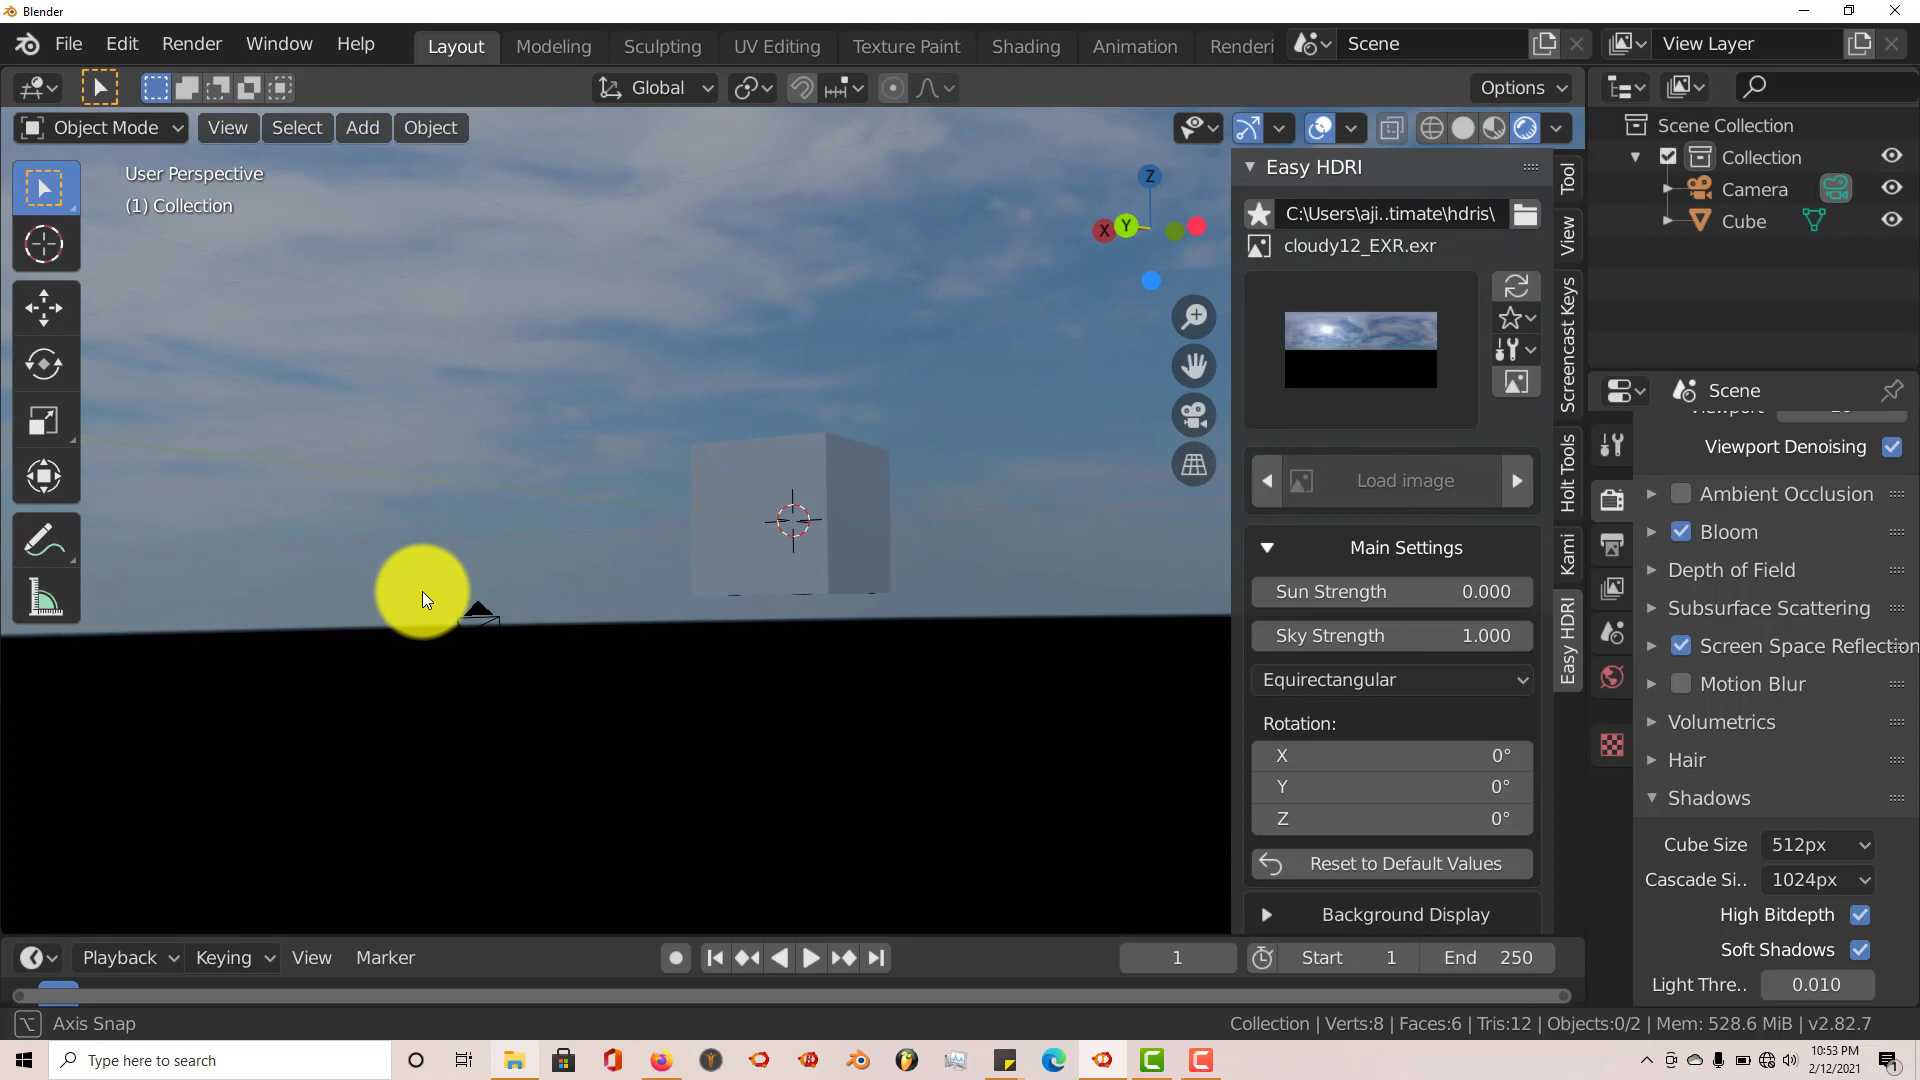 Blender
File Edit Render Window Help
Layout Modeling Sculpting UV Editing Texture Paint Shading Animation Renderi
Scene
View Layer
Global
Options
Object Mode View Select Add Object
User Perspective
(1) Collection
Z
X
Y
Easy HDRI
C:\Users\aji..timate\hdris\
cloudy12_EXR.exr
Load image
Main Settings
Sun Strength 0.000
Sky Strength 1.000
Equirectangular
Rotation:
X 0°
Y 0°
Z 0°
Reset to Default Values
Background Display
Tool
View
Screencast Keys
Holt Tools
Kami
Easy HDRI
Scene Collection
Collection
Camera
Cube
Scene
Viewport
Viewport Denoising
Ambient Occlusion
Bloom
Depth of Field
Subsurface Scattering
Screen Space Reflection
Motion Blur
Volumetrics
Hair
Shadows
Cube Size 512px
Cascade Si.. 1024px
High Bitdepth
Soft Shadows
Light Thre.. 0.010
Playback Keying View Marker
1
Start 1
End 250
Axis Snap
Collection | Verts:8 | Faces:6 | Tris:12 | Objects:0/2 | Mem: 528.6 MiB | v2.82.7
Type here to search
10:53 PM
2/12/2021
1